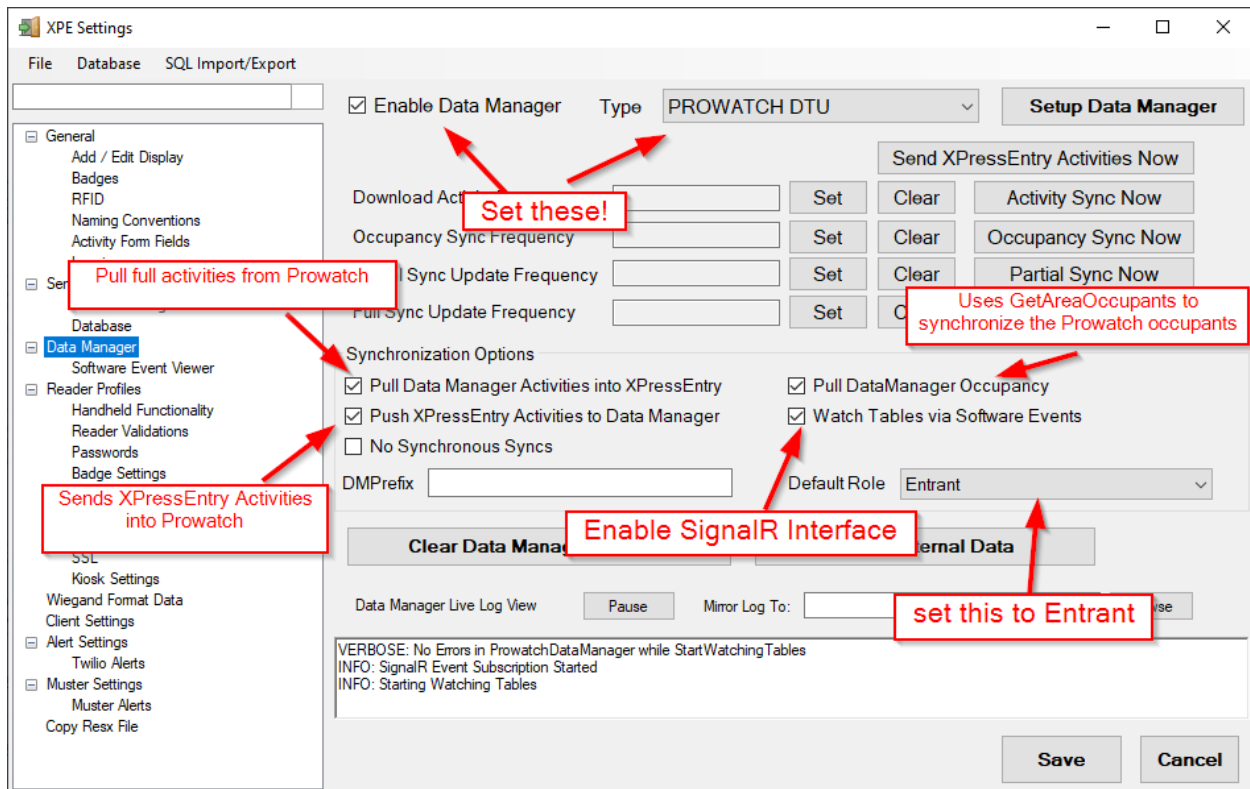 XPE Settings
File Database SQL Import/Export
Enable Data Manager Type PROWATCH DTU Setup Data Manager
Send XPressEntry Activities Now
Download Set Clear Activity Sync Now
Set these!
Occupancy Sync Frequency Set Clear Occupancy Sync Now
Sync Update Frequency Set Clear Partial Sync Now
Full Sync Update Frequency Set
Pull full activities from Prowatch
Uses GetAreaOccupants to
synchronize the Prowatch occupants
General
Add / Edit Display
Badges
RFID
Naming Conventions
Activity Form Fields
Database
Data Manager
Software Event Viewer
Reader Profiles
Handheld Functionality
Reader Validations
Passwords
Badge Settings
SSL
Kiosk Settings
Wiegand Format Data
Client Settings
Alert Settings
Twilio Alerts
Muster Settings
Muster Alerts
Copy Resx File
Synchronization Options
Pull Data Manager Activities into XPressEntry Pull DataManager Occupancy
Push XPressEntry Activities to Data Manager Watch Tables via Software Events
No Synchronous Syncs
DMPrefix Default Role Entrant
Sends XPressEntry Activities
into Prowatch
Enable SignalR Interface
Clear Data Data
set this to Entrant
Data Manager Live Log View Pause Mirror Log To:
VERBOSE: No Errors in ProwatchDataManager while StartWatchingTables
INFO: SignalR Event Subscription Started
INFO: Starting Watching Tables
Save Cancel